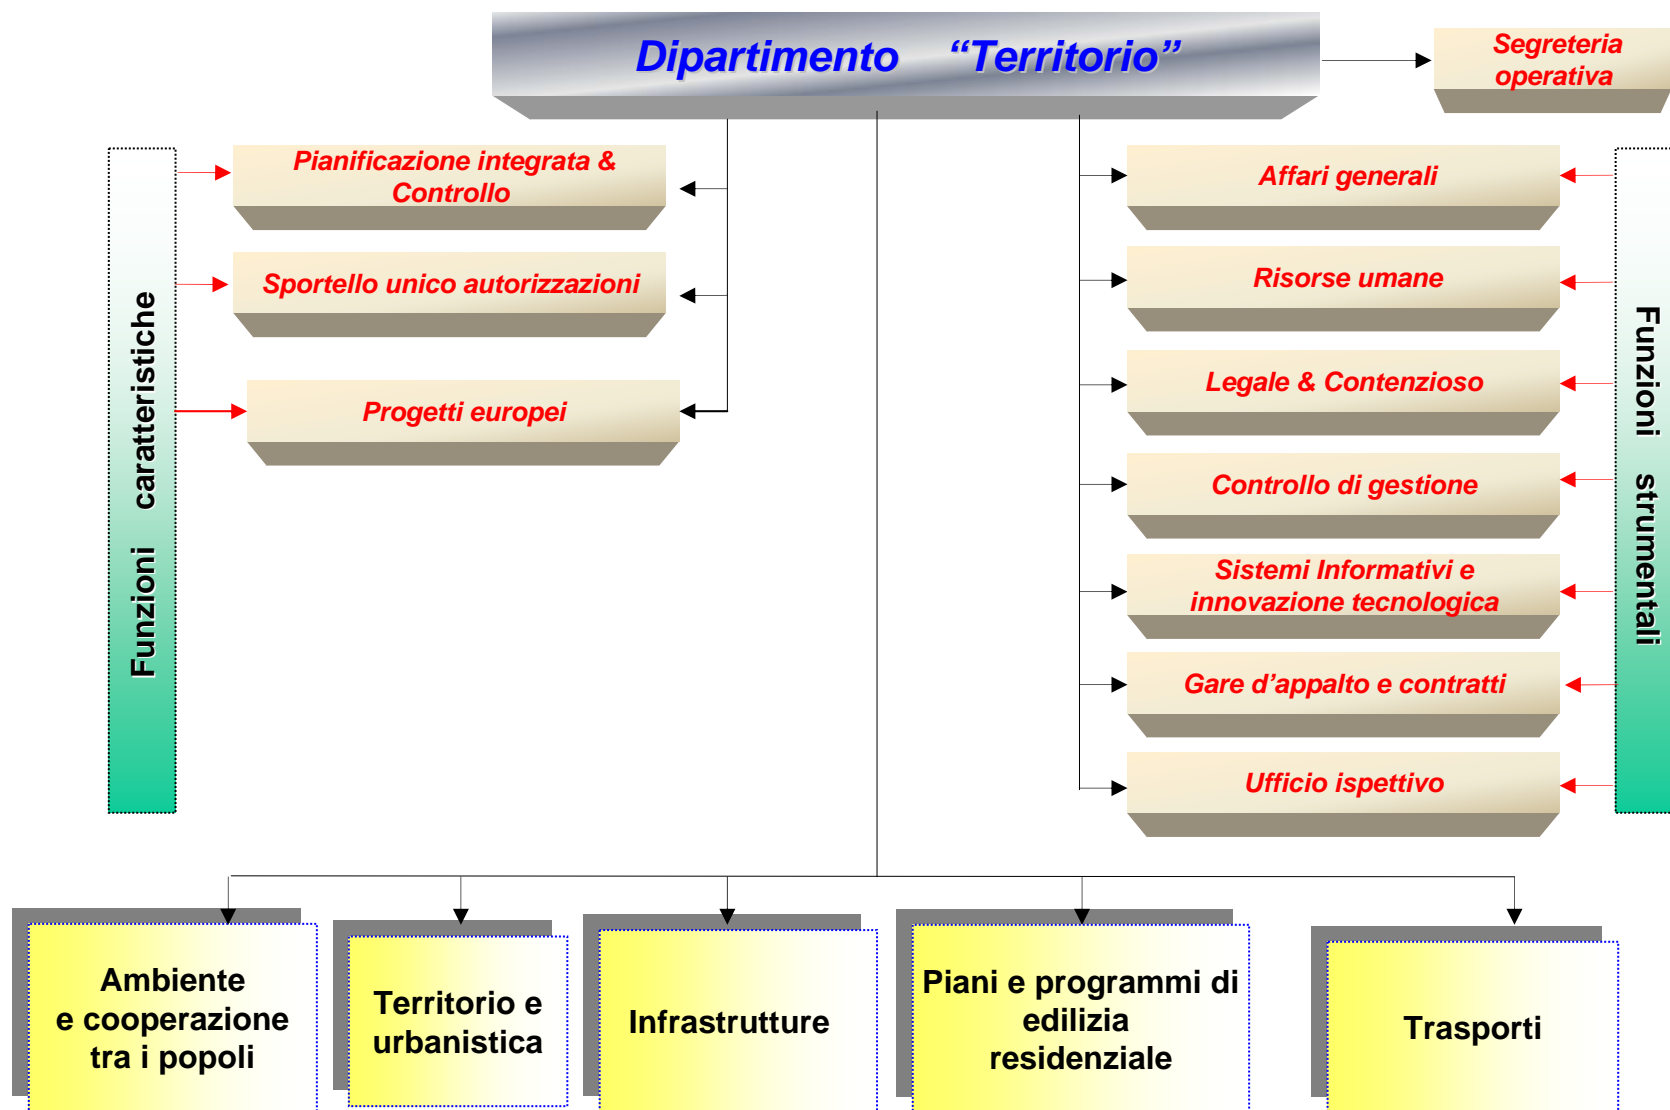 Dipartimento “Territorio”
Segreteria
operativa
Funzioni caratteristiche
Pianificazione integrata &
Controllo
Sportello unico autorizzazioni
Progetti europei
Affari generali
Risorse umane
Legale & Contenzioso
Controllo di gestione
Sistemi Informativi e
innovazione tecnologica
Gare d’appalto e contratti
Ufficio ispettivo
Funzioni strumentali
Ambiente
e cooperazione
tra i popoli
Territorio e
urbanistica
Infrastrutture
Piani e programmi di
edilizia
residenziale
Trasporti